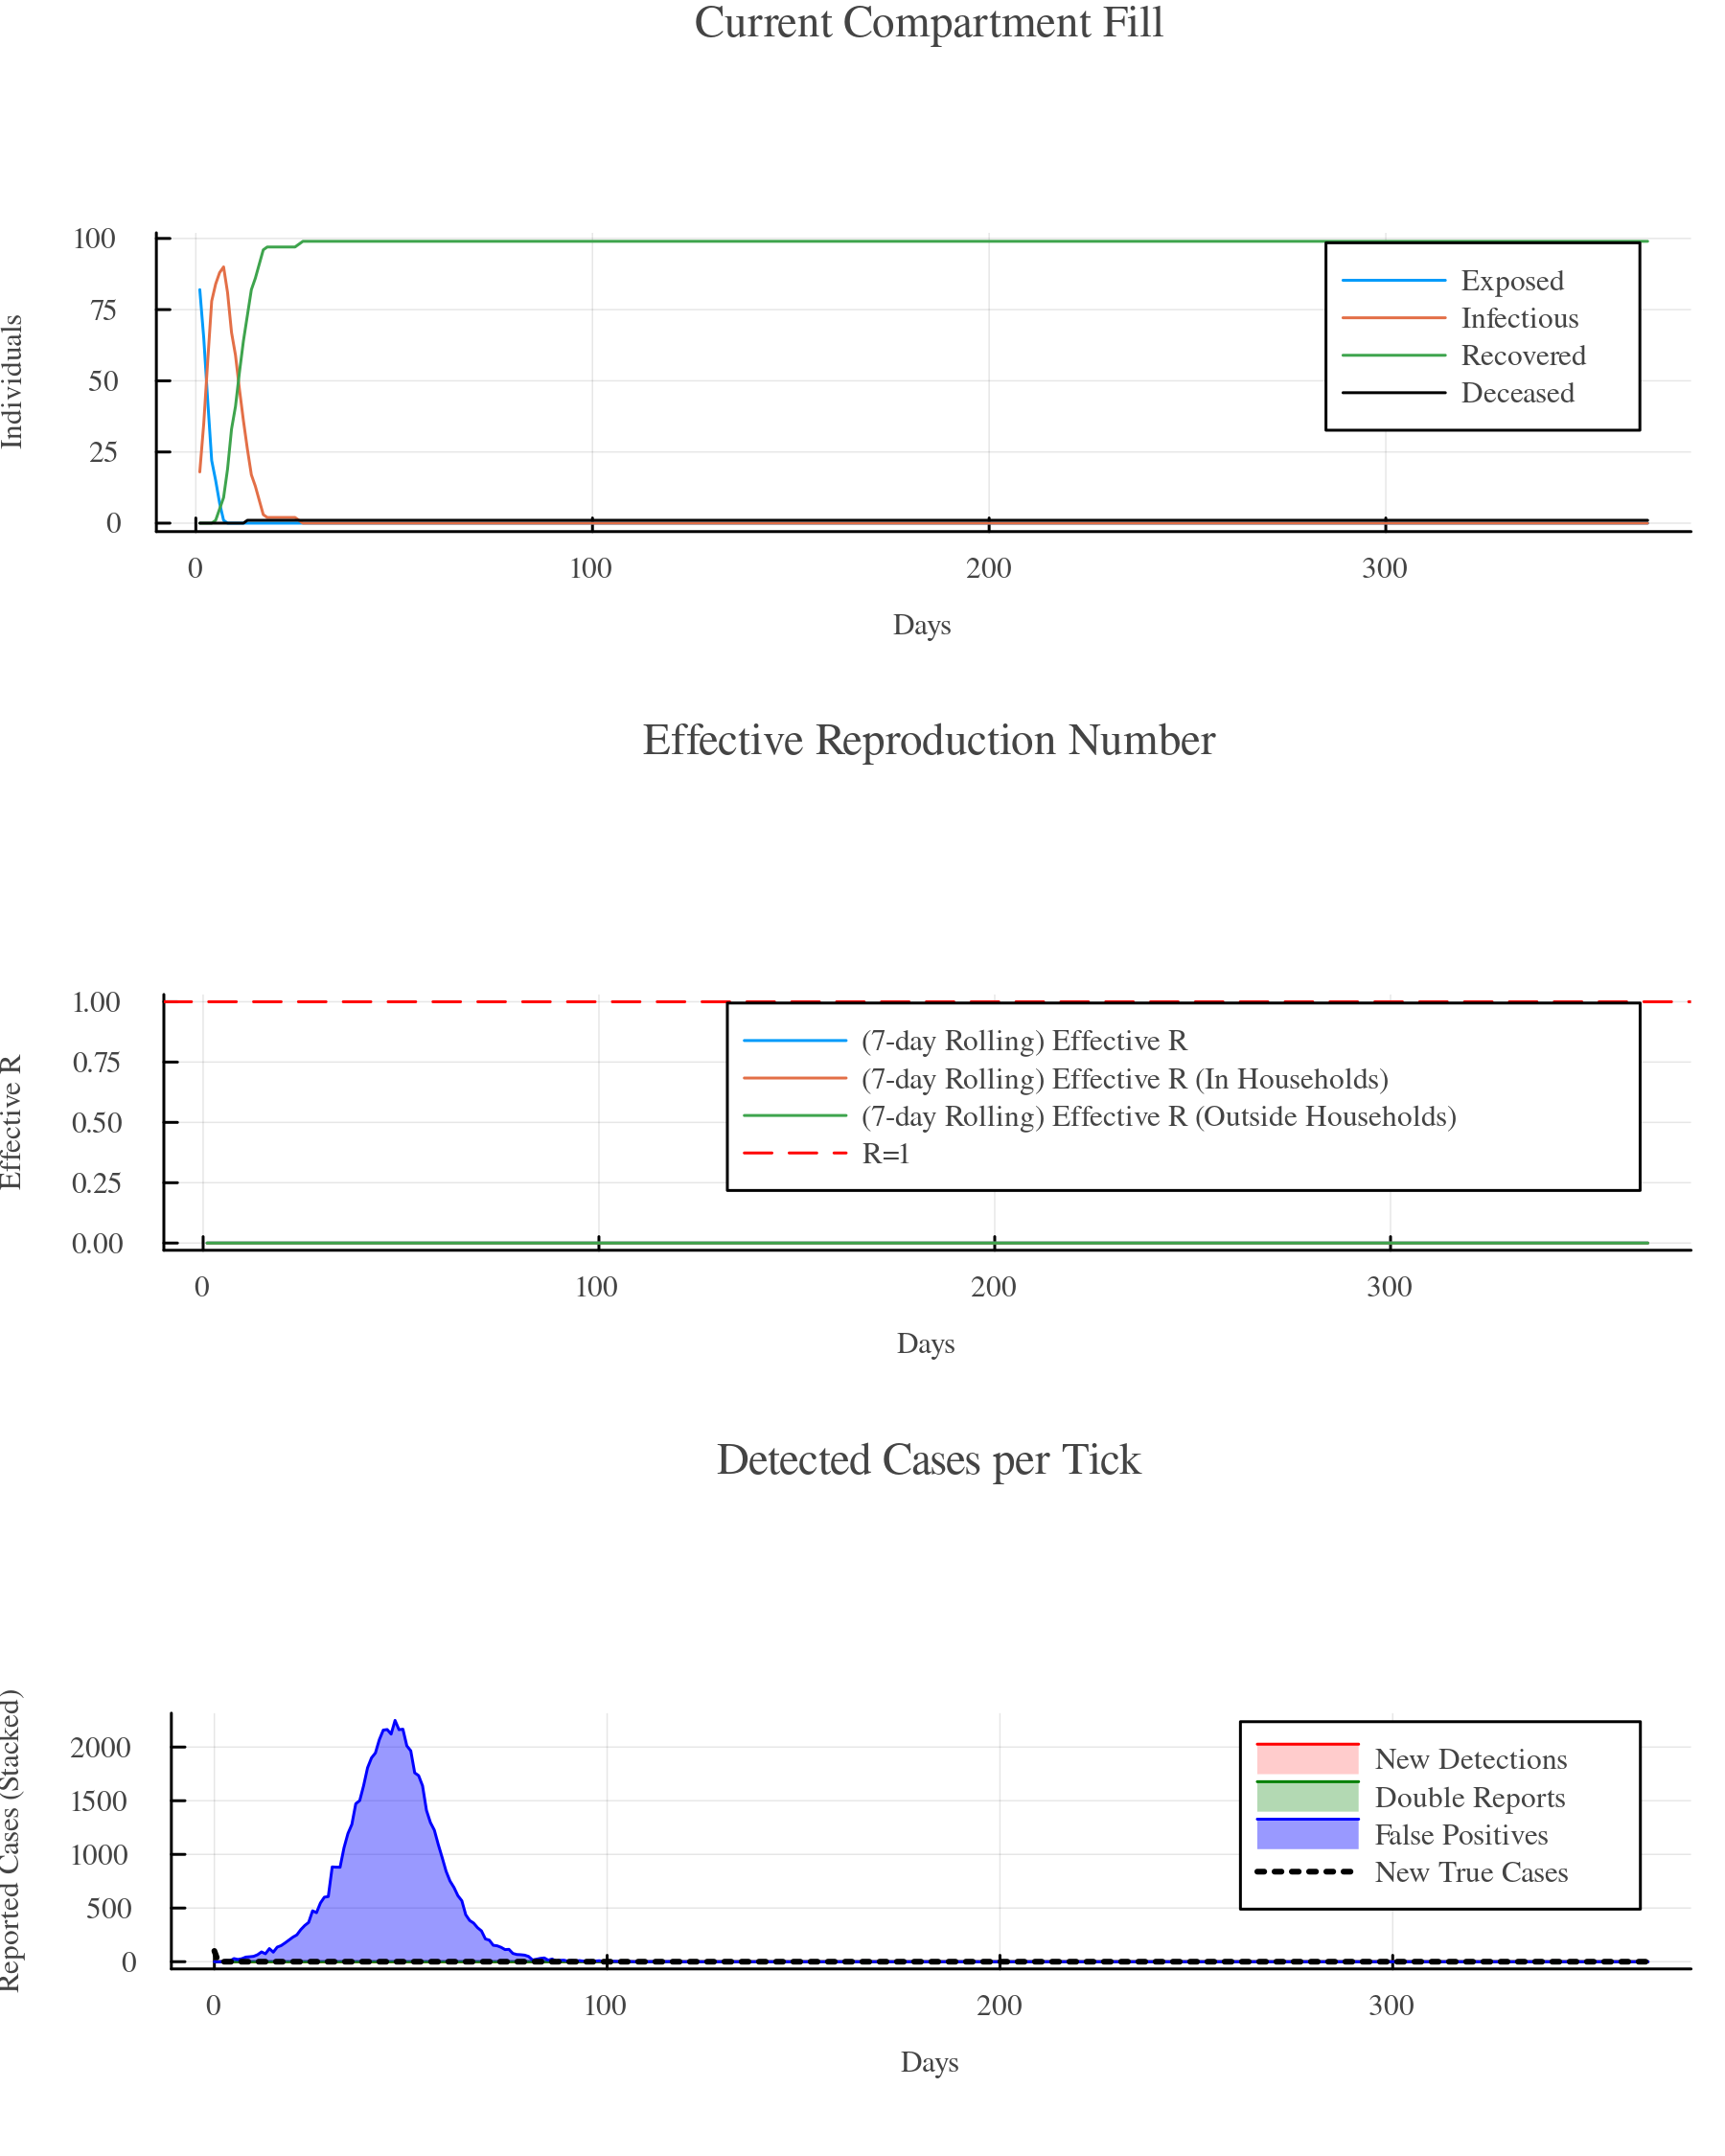 Current Compartment Fill
100
75
50
25
0
Individuals
Exposed
Infectious
Recovered
Deceased
0 100 200 300
Days
Effective Reproduction Number
1.00
0.75
0.50
0.25
0.00
Effective R
(7-day Rolling) Effective R
(7-day Rolling) Effective R (In Households)
(7-day Rolling) Effective R (Outside Households)
R=1
0 100 200 300
Days
Detected Cases per Tick
2000
1500
1000
500
0
Reported Cases (Stacked)
New Detections
Double Reports
False Positives
New True Cases
0 100 200 300
Days